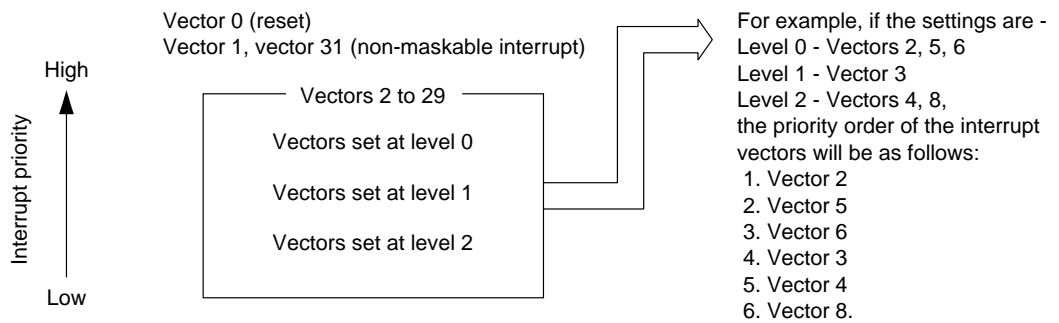 Vector 0 (reset)
Vector 1, vector 31 (non-maskable interrupt)
High
Interrupt priority
Low
Vectors 2 to 29
Vectors set at level 0
Vectors set at level 1
Vectors set at level 2
For example, if the settings are -
Level 0 - Vectors 2, 5, 6
Level 1 - Vector 3
Level 2 - Vectors 4, 8,
the priority order of the interrupt
vectors will be as follows:
1. Vector 2
2. Vector 5
3. Vector 6
4. Vector 3
5. Vector 4
6. Vector 8.